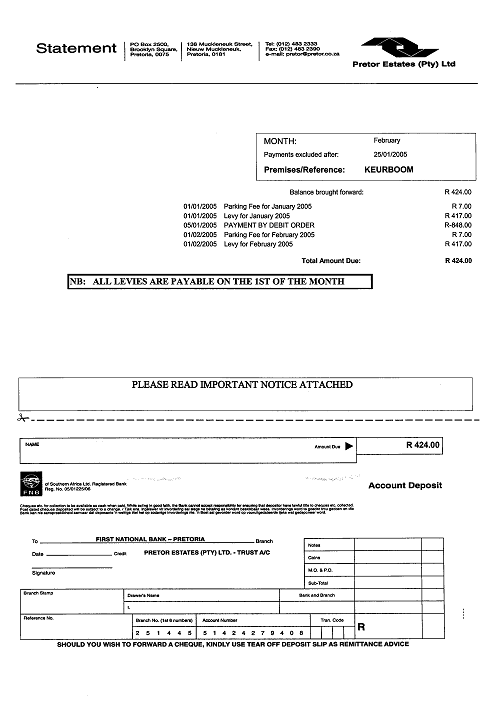 Statement
PO Box 2500, Brooklyn Square, Pretoria, 0075
138 Muckleneuk Street, Nieuw Muckleneuk, Pretoria, 0181
Tel: (012) 483 2333
Fax: (012) 483 2390
e-mail: pretor@pretor.co.za
Pretor Estates (Pty) Ltd
MONTH: February
Payments excluded after: 25/01/2005
Premises/Reference: KEURBOOM
Balance brought forward: R 424.00
01/01/2005 Parking Fee for January 2005 R 7.00
01/01/2005 Levy for January 2005 R 417.00
05/01/2005 PAYMENT BY DEBIT ORDER R-848.00
01/02/2005 Parking Fee for February 2005 R 7.00
01/02/2005 Levy for February 2005 R 417.00
Total Amount Due: R 424.00
NB: ALL LEVIES ARE PAYABLE ON THE 1ST OF THE MONTH
PLEASE READ IMPORTANT NOTICE ATTACHED
NAME Amount Due R 424.00
FNB
of Southern Africa Ltd. Registered Bank
Reg. No. 05/01225/06
Account Deposit
To FIRST NATIONAL BANK – PRETORIA Branch
Date Credit PRETOR ESTATES (PTY) LTD. - TRUST A/C
Signature
Notes
Coins
M.O. & P.O.
Sub-Total
Branch Stamp Drawer's Name Bank and Branch
1.
Reference No. Branch No. (1st 6 numbers) Account Number Tran. Code R
2 5 1 4 4 5 5 1 4 2 4 2 7 9 4 0 8
SHOULD YOU WISH TO FORWARD A CHEQUE, KINDLY USE TEAR OFF DEPOSIT SLIP AS REMITTANCE ADVICE